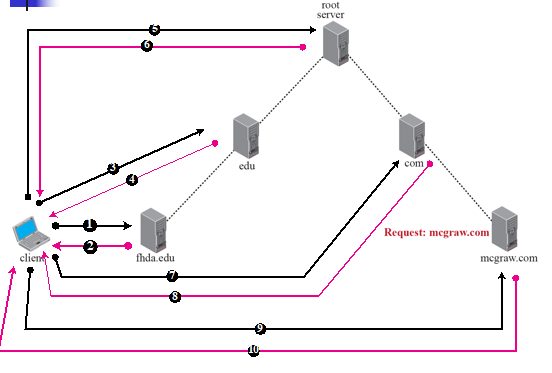 root
server
5
6
edu
com
3
4
1
2
client
fhda.edu
Request: mcgraw.com
mcgraw.com
7
8
9
10